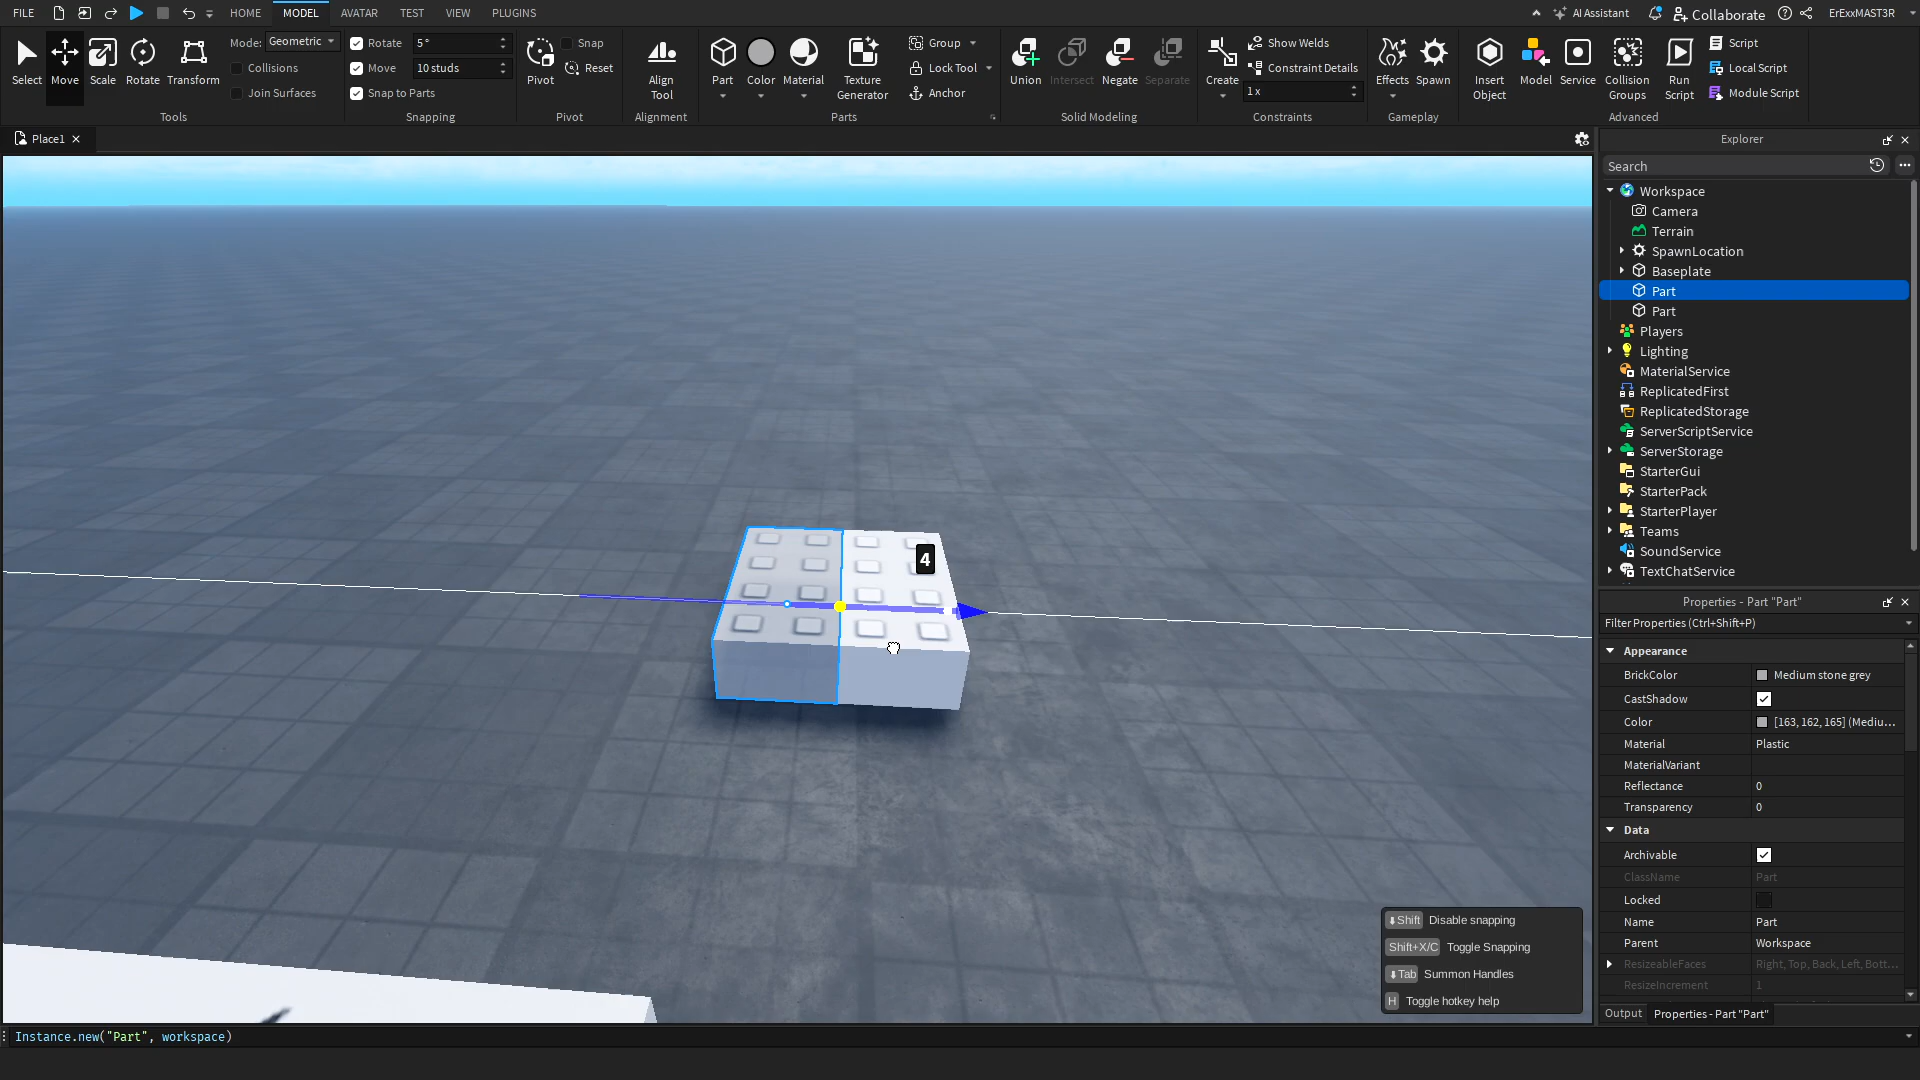 FILE HOME MODEL AVATAR TEST VIEW PLUGINS AI Assistant Collaborate ErExxMAST3R
Select Move Scale Rotate Transform
Mode: Geometric
Collisions
Join Surfaces
Tools
Rotate 5°
Move 10 studs
Snap to Parts
Snapping
Pivot Snap
Reset
Pivot
Align Tool
Alignment
Part Color Material Texture Generator
Group
Lock Tool
Anchor
Parts
Union Intersect Negate Separate
Solid Modeling
Create Show Welds
Constraint Details
1 x
Constraints
Effects Spawn
Gameplay
Insert Object Model Service Collision Groups Run Script
Script
Local Script
Module Script
Advanced
Place1
4
Shift Disable snapping
Shift+X/C Toggle Snapping
Tab Summon Handles
H Toggle hotkey help
Explorer
Search
Workspace
Camera
Terrain
SpawnLocation
Baseplate
Part
Part
Players
Lighting
MaterialService
ReplicatedFirst
ReplicatedStorage
ServerScriptService
ServerStorage
StarterGui
StarterPack
StarterPlayer
Teams
SoundService
TextChatService
Properties - Part "Part"
Filter Properties (Ctrl+Shift+P)
Appearance
BrickColor Medium stone grey
CastShadow
Color [163, 162, 165] (Mediu...
Material Plastic
MaterialVariant
Reflectance 0
Transparency 0
Data
Archivable
ClassName Part
Locked
Name Part
Parent Workspace
ResizeableFaces Right, Top, Back, Left, Bott...
ResizeIncrement 1
Output Properties - Part "Part"
Instance.new("Part", workspace)